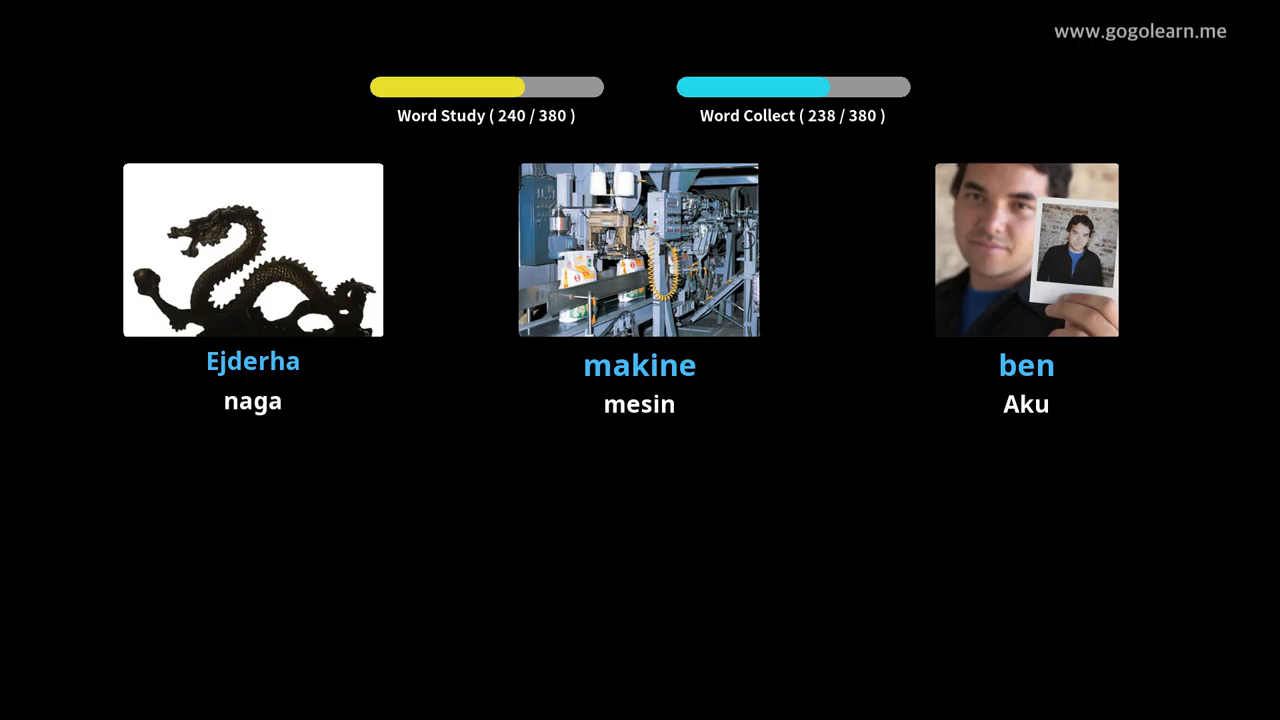 www.gogolearn.me
Word Study ( 240 / 380 )
Word Collect ( 238 / 380 )
Ejderha
naga
makine
mesin
ben
Aku